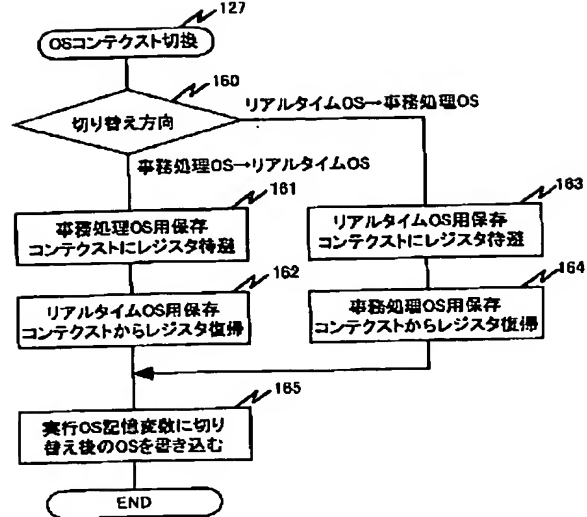 127
OSコンテクスト切換
160
切り替え方向
リアルタイムOS→事務処理OS
事務処理OS→リアルタイムOS
161
事務処理OS用保存
コンテクストにレジスタ待避
163
リアルタイムOS用保存
コンテクストにレジスタ待避
162
リアルタイムOS用保存
コンテクストからレジスタ復帰
164
事務処理OS用保存
コンテクストからレジスタ復帰
165
実行OS記憶変数に切り
替え後のOSを書き込む
END